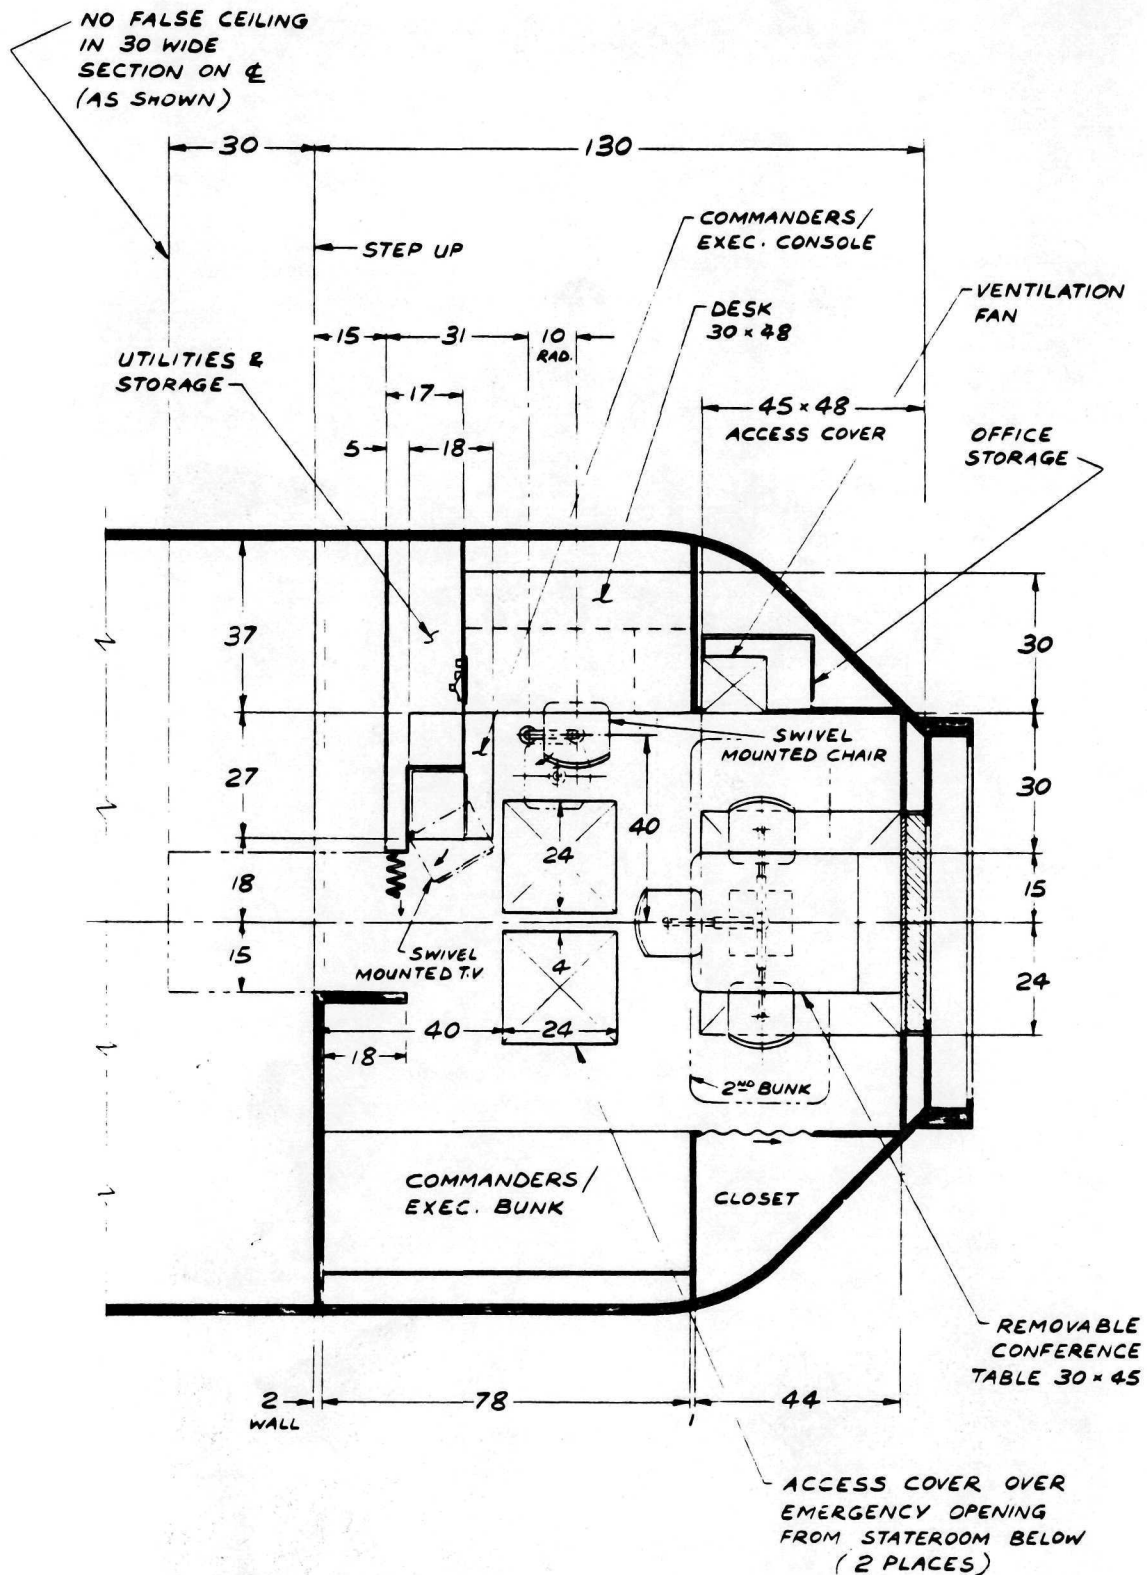 NO FALSE CEILING
IN 30 WIDE
SECTION ON ℄
(AS SHOWN)
30
130
STEP UP
COMMANDERS/
EXEC. CONSOLE
DESK
30 × 48
VENTILATION
FAN
15
31
10
RAD.
UTILITIES &
STORAGE
17
5
18
45 × 48
ACCESS COVER
OFFICE
STORAGE
37
30
SWIVEL
MOUNTED CHAIR
27
30
40
24
18
15
15
SWIVEL
MOUNTED T.V
4
24
40
24
18
2ND BUNK
COMMANDERS/
EXEC. BUNK
CLOSET
REMOVABLE
CONFERENCE
TABLE 30 × 45
2
WALL
78
1
44
ACCESS COVER OVER
EMERGENCY OPENING
FROM STATEROOM BELOW
(2 PLACES)